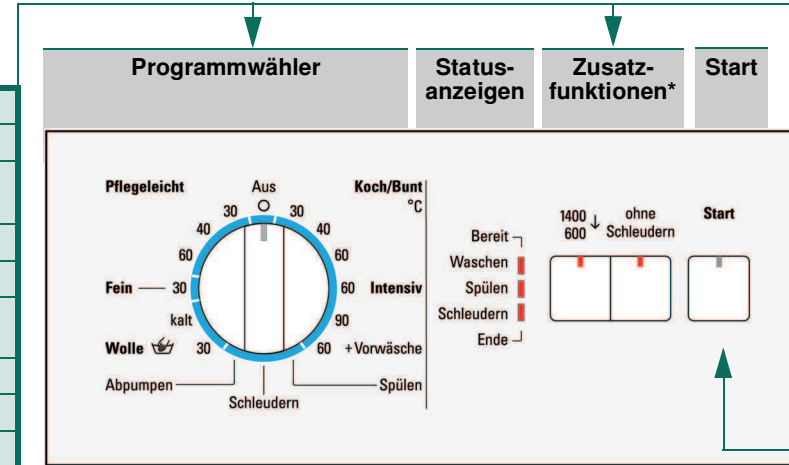 Programmwähler
Status-
anzeigen
Zusatz-
funktionen*
Start
Pflegeleicht
Aus
Koch/Bunt
°C
30
40
60
Fein
30
kalt
Wolle
30
30
40
60
60 Intensiv
90
60 +Vorwäsche
Abpumpen
Schleudern
Spülen
Bereit
Waschen
Spülen
Schleudern
Ende
1400
600 ↓
ohne
Schleudern
Start